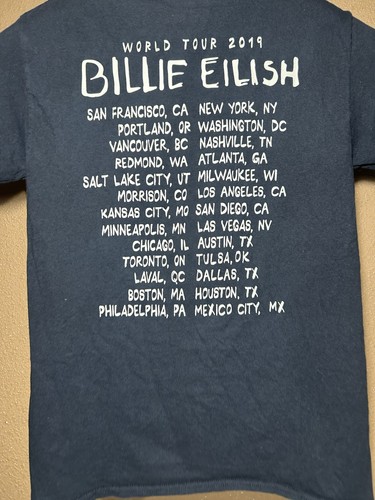 WORLD TOUR 2019
BILLIE EILISH
SAN FRANCISCO, CA NEW YORK, NY
PORTLAND, OR WASHINGTON, DC
VANCOUVER, BC NASHVILLE, TN
REDMOND, WA ATLANTA, GA
SALT LAKE CITY, UT MILWAUKEE, WI
MORRISON, CO LOS ANGELES, CA
KANSAS CITY, MO SAN DIEGO, CA
MINNEAPOLIS, MN LAS VEGAS, NV
CHICAGO, IL AUSTIN, TX
TORONTO, ON TULSA, OK
LAVAL, QC DALLAS, TX
BOSTON, MA HOUSTON, TX
PHILADELPHIA, PA MEXICO CITY, MX